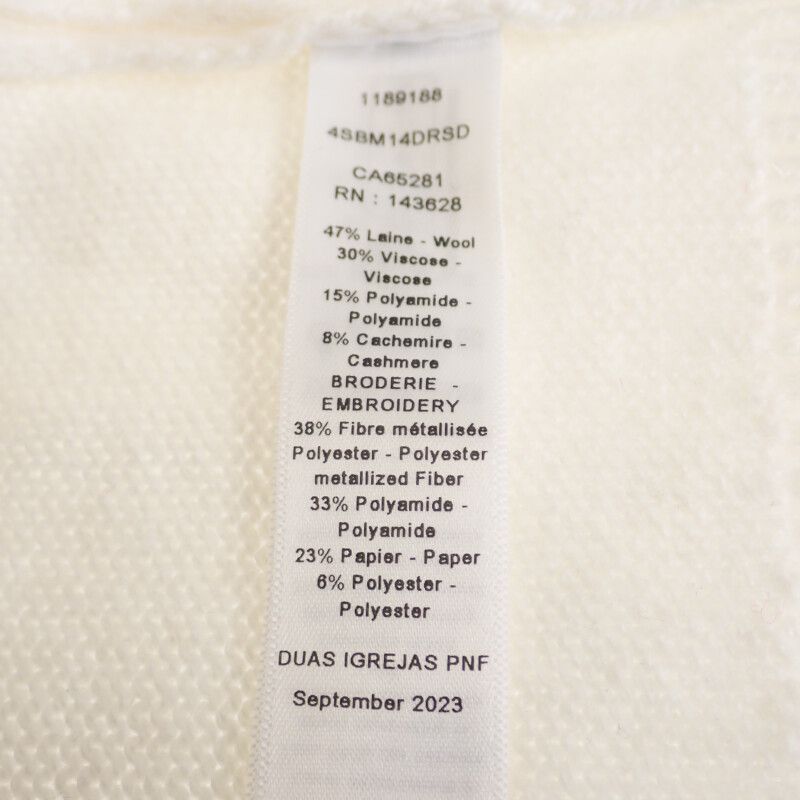 1189188
4SBM14DRSD
CA65281
RN : 143628
47% Laine - Wool
30% Viscose -
Viscose
15% Polyamide -
Polyamide
8% Cachemire -
Cashmere
BRODERIE -
EMBROIDERY
38% Fibre métallisée
Polyester - Polyester
metallized Fiber
33% Polyamide -
Polyamide
23% Papier - Paper
6% Polyester -
Polyester
DUAS IGREJAS PNF
September 2023